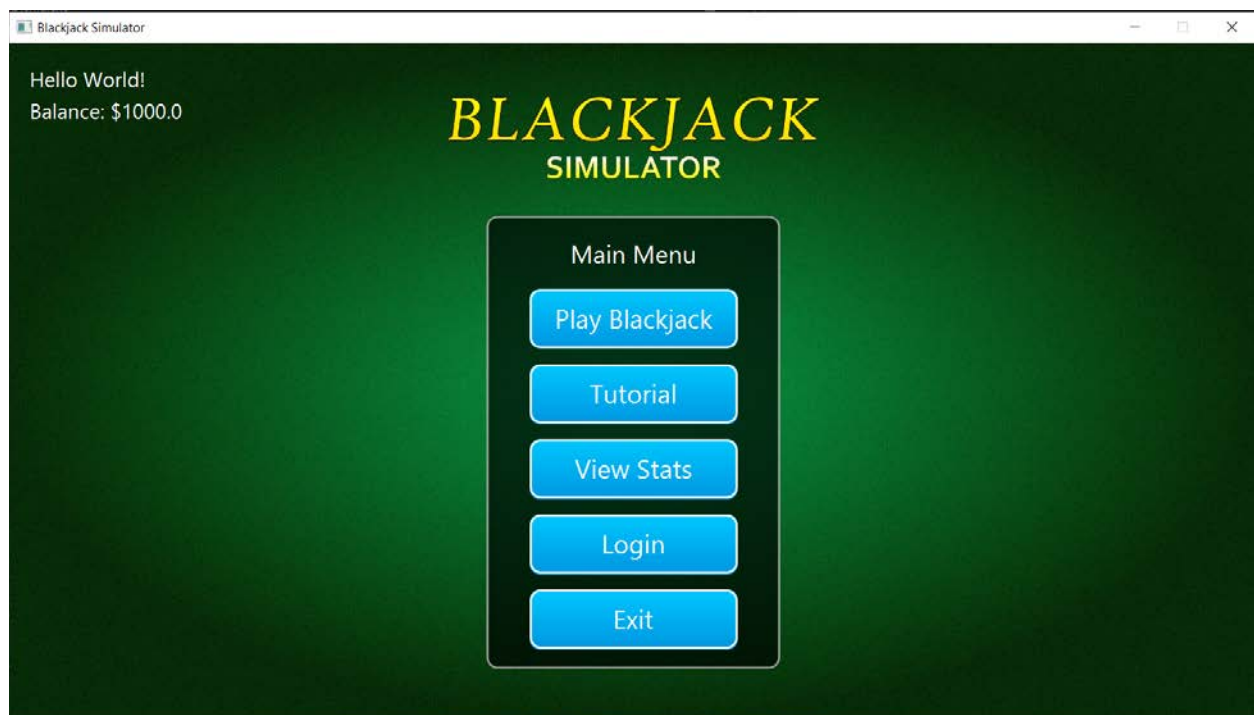 Blackjack Simulator
Hello World!
Balance: $1000.0
BLACKJACK
SIMULATOR
Main Menu
Play Blackjack
Tutorial
View Stats
Login
Exit